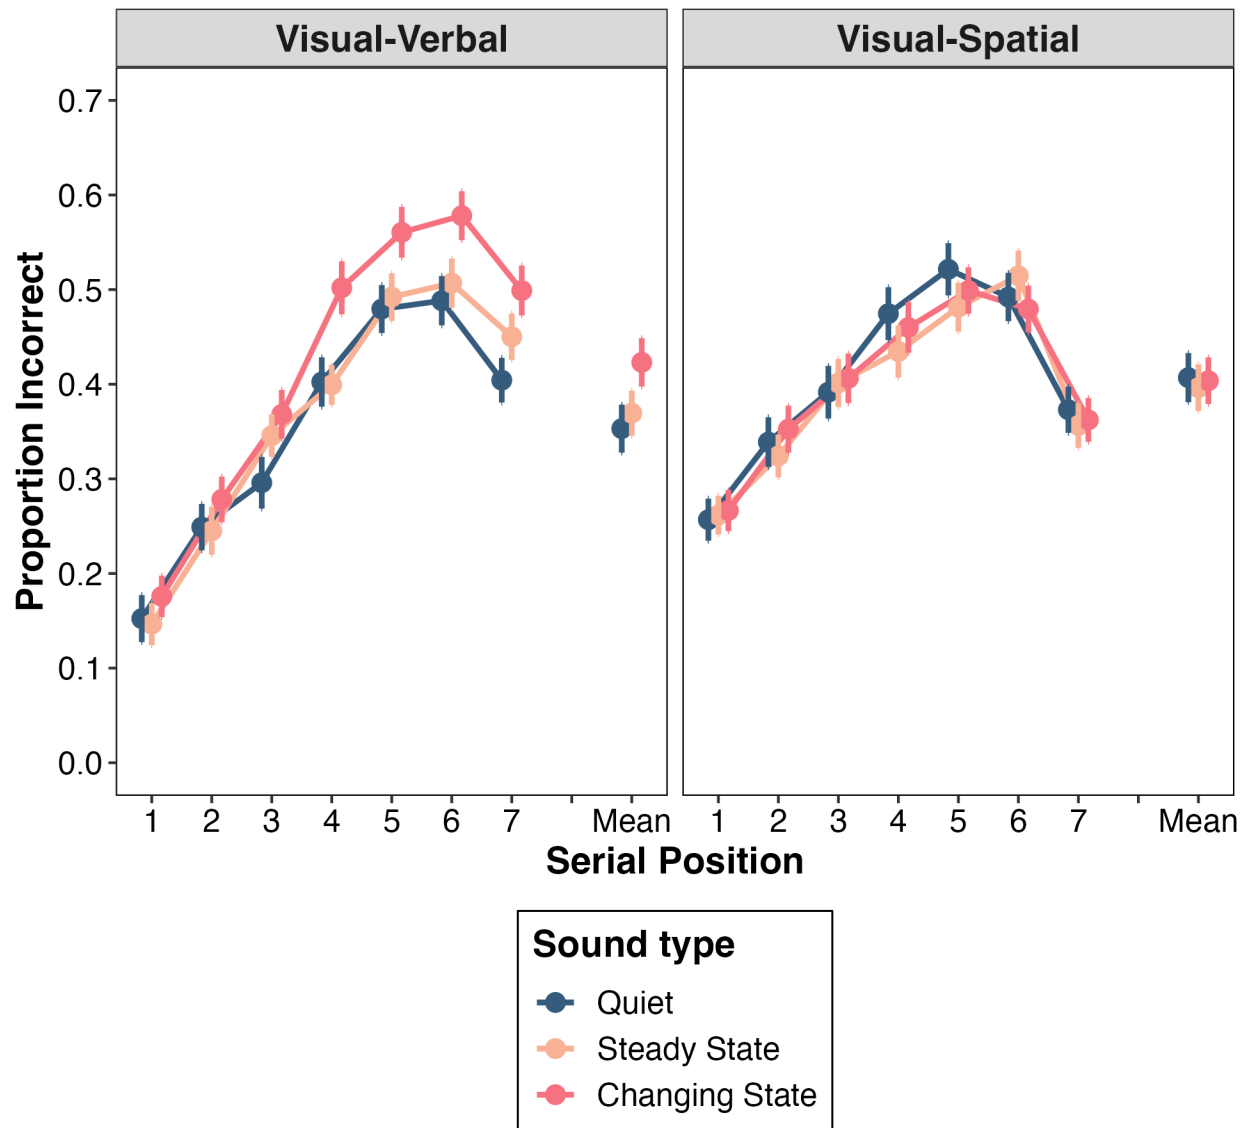 Visual-Verbal
Visual-Spatial
Proportion Incorrect
0.7
0.6
0.5
0.4
0.3
0.2
0.1
0.0
1 2 3 4 5 6 7 Mean
1 2 3 4 5 6 7 Mean
Serial Position
Sound type
Quiet
Steady State
Changing State